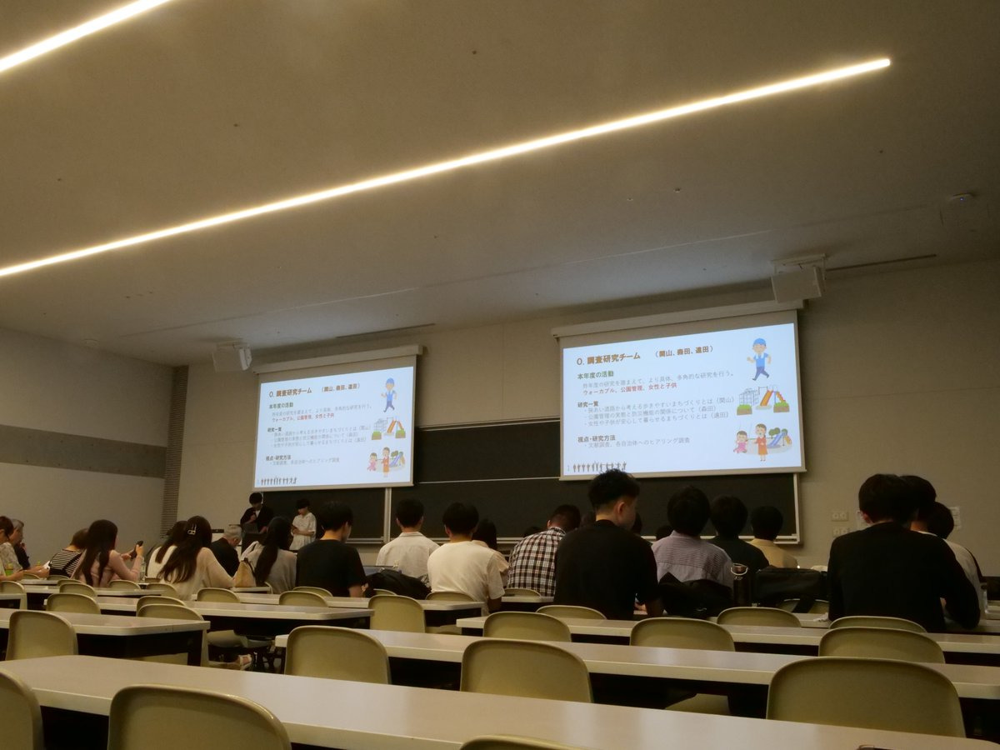 0. 調査研究チーム (関山、森田、遠田)
本年度の活動
昨年度の研究を踏まえて、より具体、多角的な研究を行う。
ウォーカブル、公園管理、女性と子供
研究一覧
・狭あい道路から考える歩きやすいまちづくりとは(関山)
・公園管理の実態と防災機能の関係について(森田)
・女性や子供が安心して暮らせるまちづくりとは(遠田)
視点・研究方法
・文献調査、各自治体へのヒアリング調査
1
0. 調査研究チーム (関山、森田、遠田)
本年度の活動
昨年度の研究を踏まえて、より具体、多角的な研究を行う。
ウォーカブル、公園管理、女性と子供
研究一覧
・狭あい道路から考える歩きやすいまちづくりとは(関山)
・公園管理の実態と防災機能の関係について(森田)
・女性や子供が安心して暮らせるまちづくりとは(遠田)
視点・研究方法
・文献調査、各自治体へのヒアリング調査
1